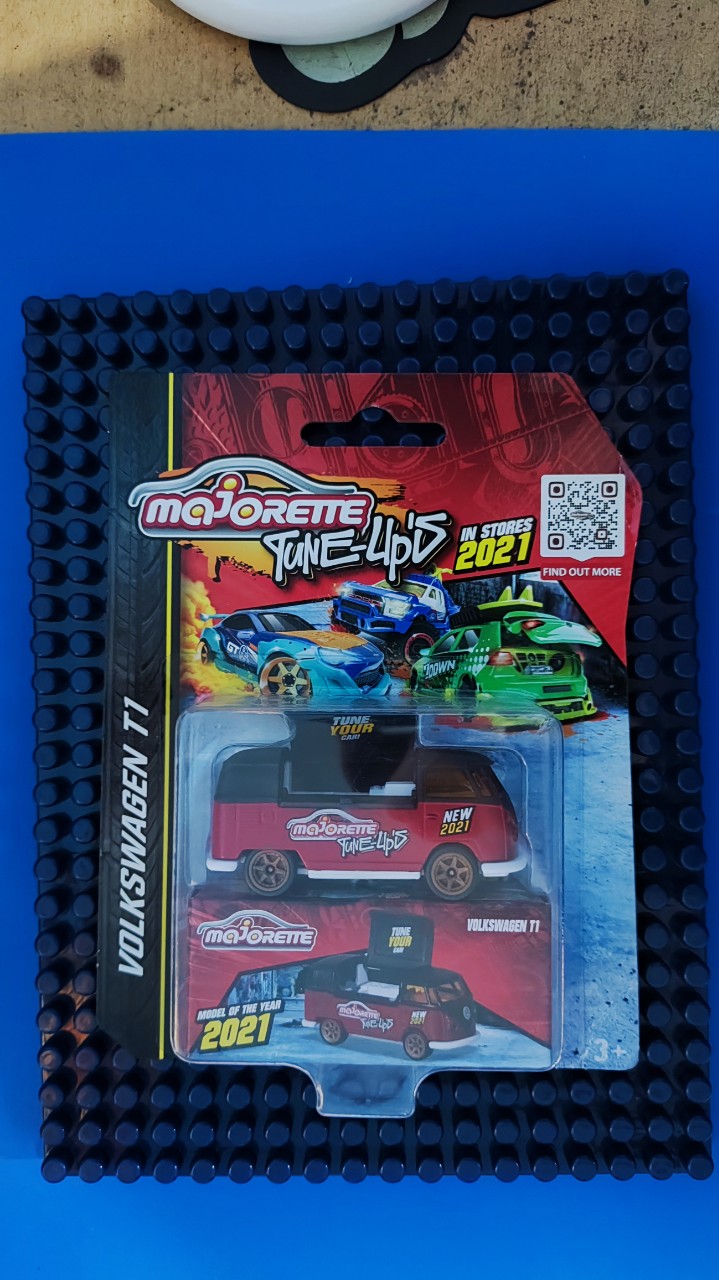 MAJORETTE
TUNE-Up'S
IN STORES
2021
FIND OUT MORE
GT
DOWN
VOLKSWAGEN T1
TUNE
YOUR
CAR!
MAJORETTE
TUNE-Up'S
NEW
2021
MAJORETTE
VOLKSWAGEN T1
TUNE
YOUR
CAR
MAJORETTE
TUNE-Up'S
NEW
2021
MODEL OF THE YEAR
2021
3+